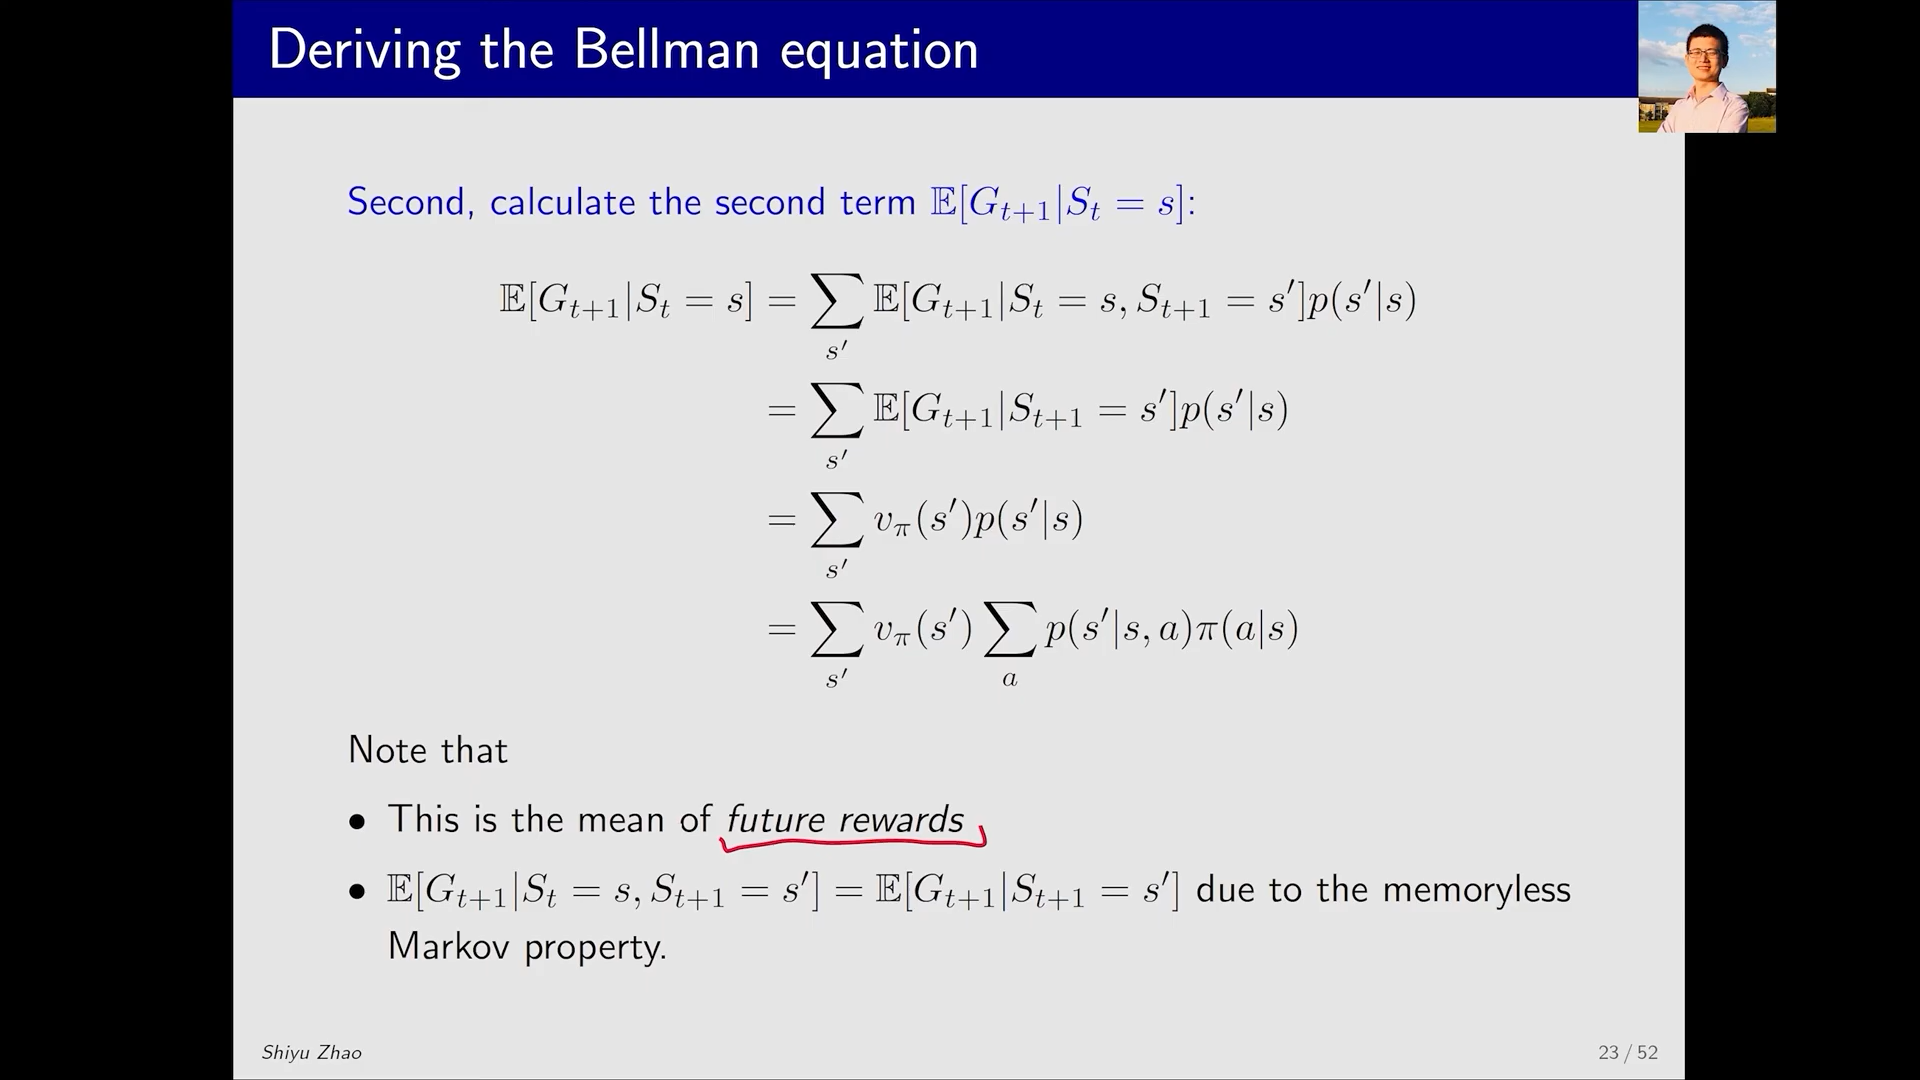 Deriving the Bellman equation
Second, calculate the second term 𝔼[G_{t+1}|S_t = s]:
𝔼[G_{t+1}|S_t = s] = ∑_{s′} 𝔼[G_{t+1}|S_t = s, S_{t+1} = s′]p(s′|s)
= ∑_{s′} 𝔼[G_{t+1}|S_{t+1} = s′]p(s′|s)
= ∑_{s′} v_π(s′)p(s′|s)
= ∑_{s′} v_π(s′) ∑_a p(s′|s, a)π(a|s)
Note that
• This is the mean of future rewards
• 𝔼[G_{t+1}|S_t = s, S_{t+1} = s′] = 𝔼[G_{t+1}|S_{t+1} = s′] due to the memoryless
Markov property.
Shiyu Zhao
23 / 52